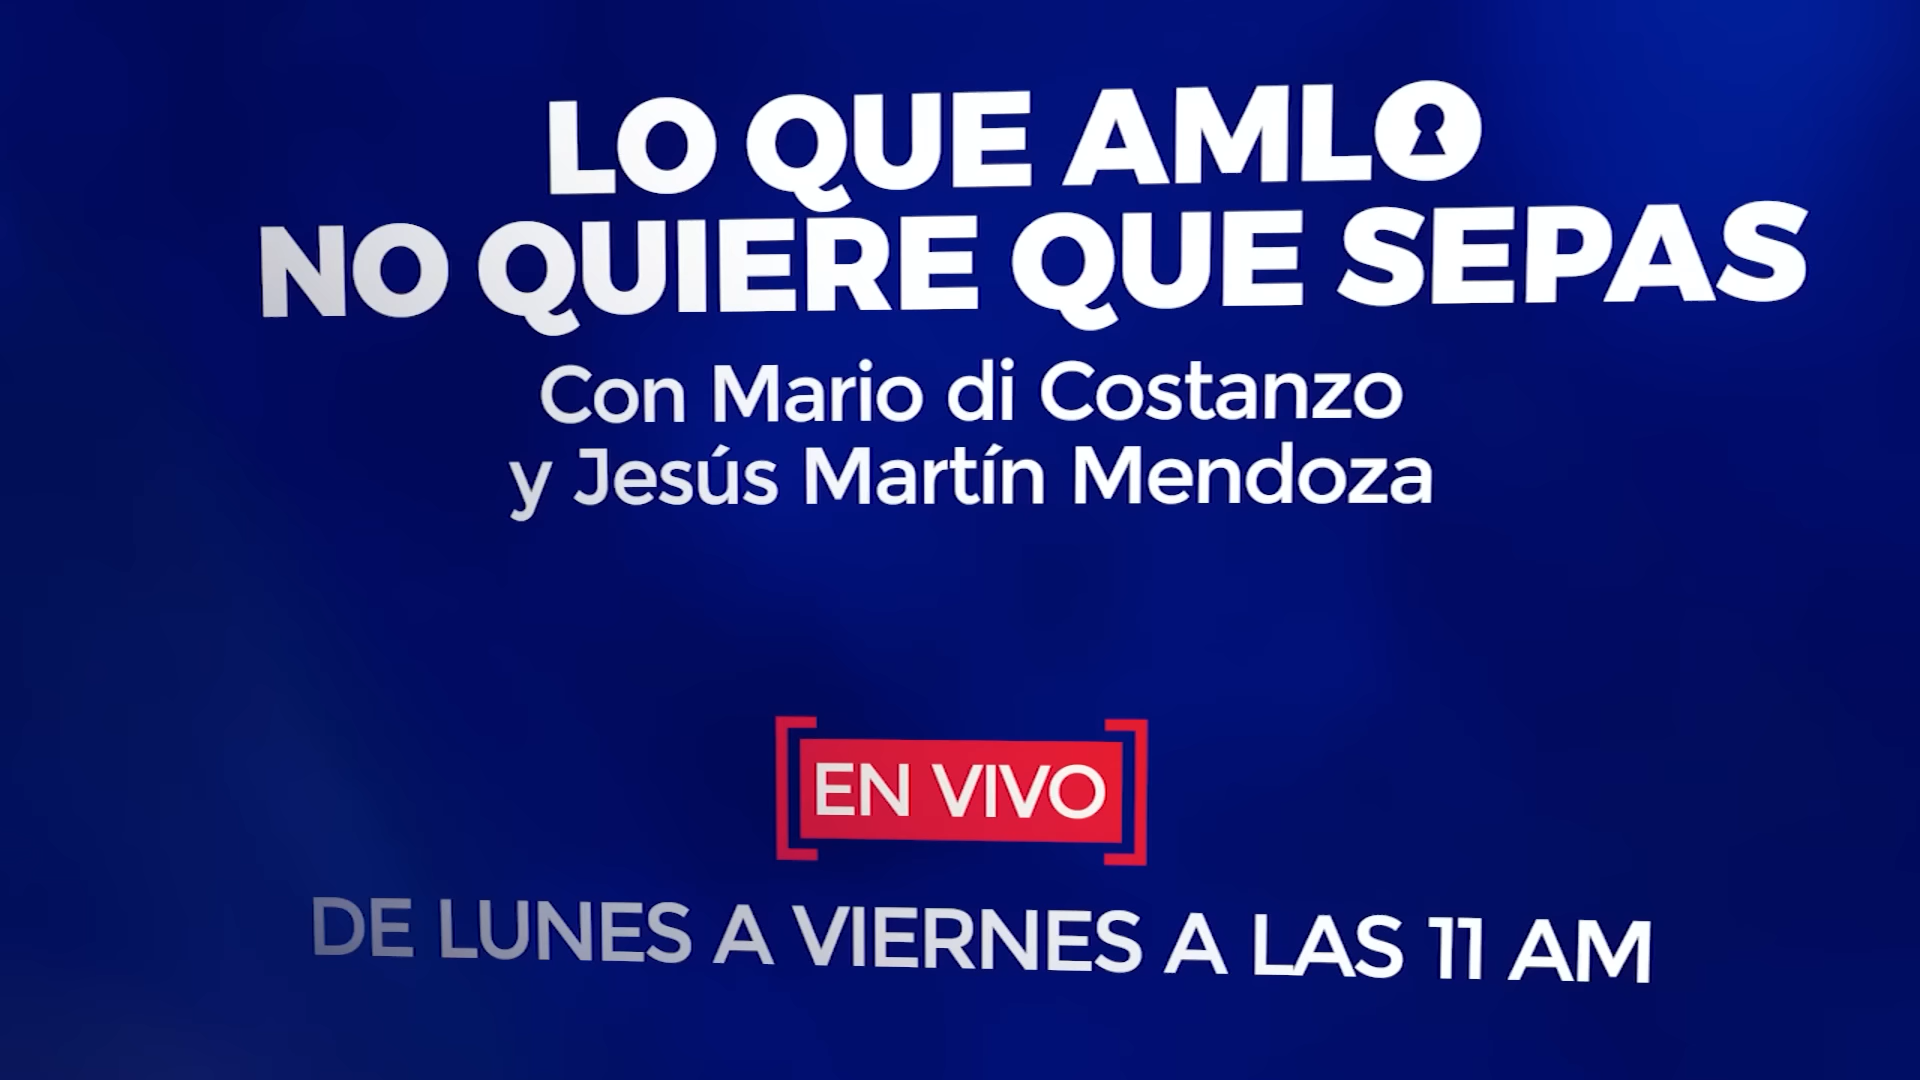 LO QUE AMLO
NO QUIERE QUE SEPAS
Con Mario di Costanzo
y Jesús Martín Mendoza
EN VIVO
DE LUNES A VIERNES A LAS 11 AM